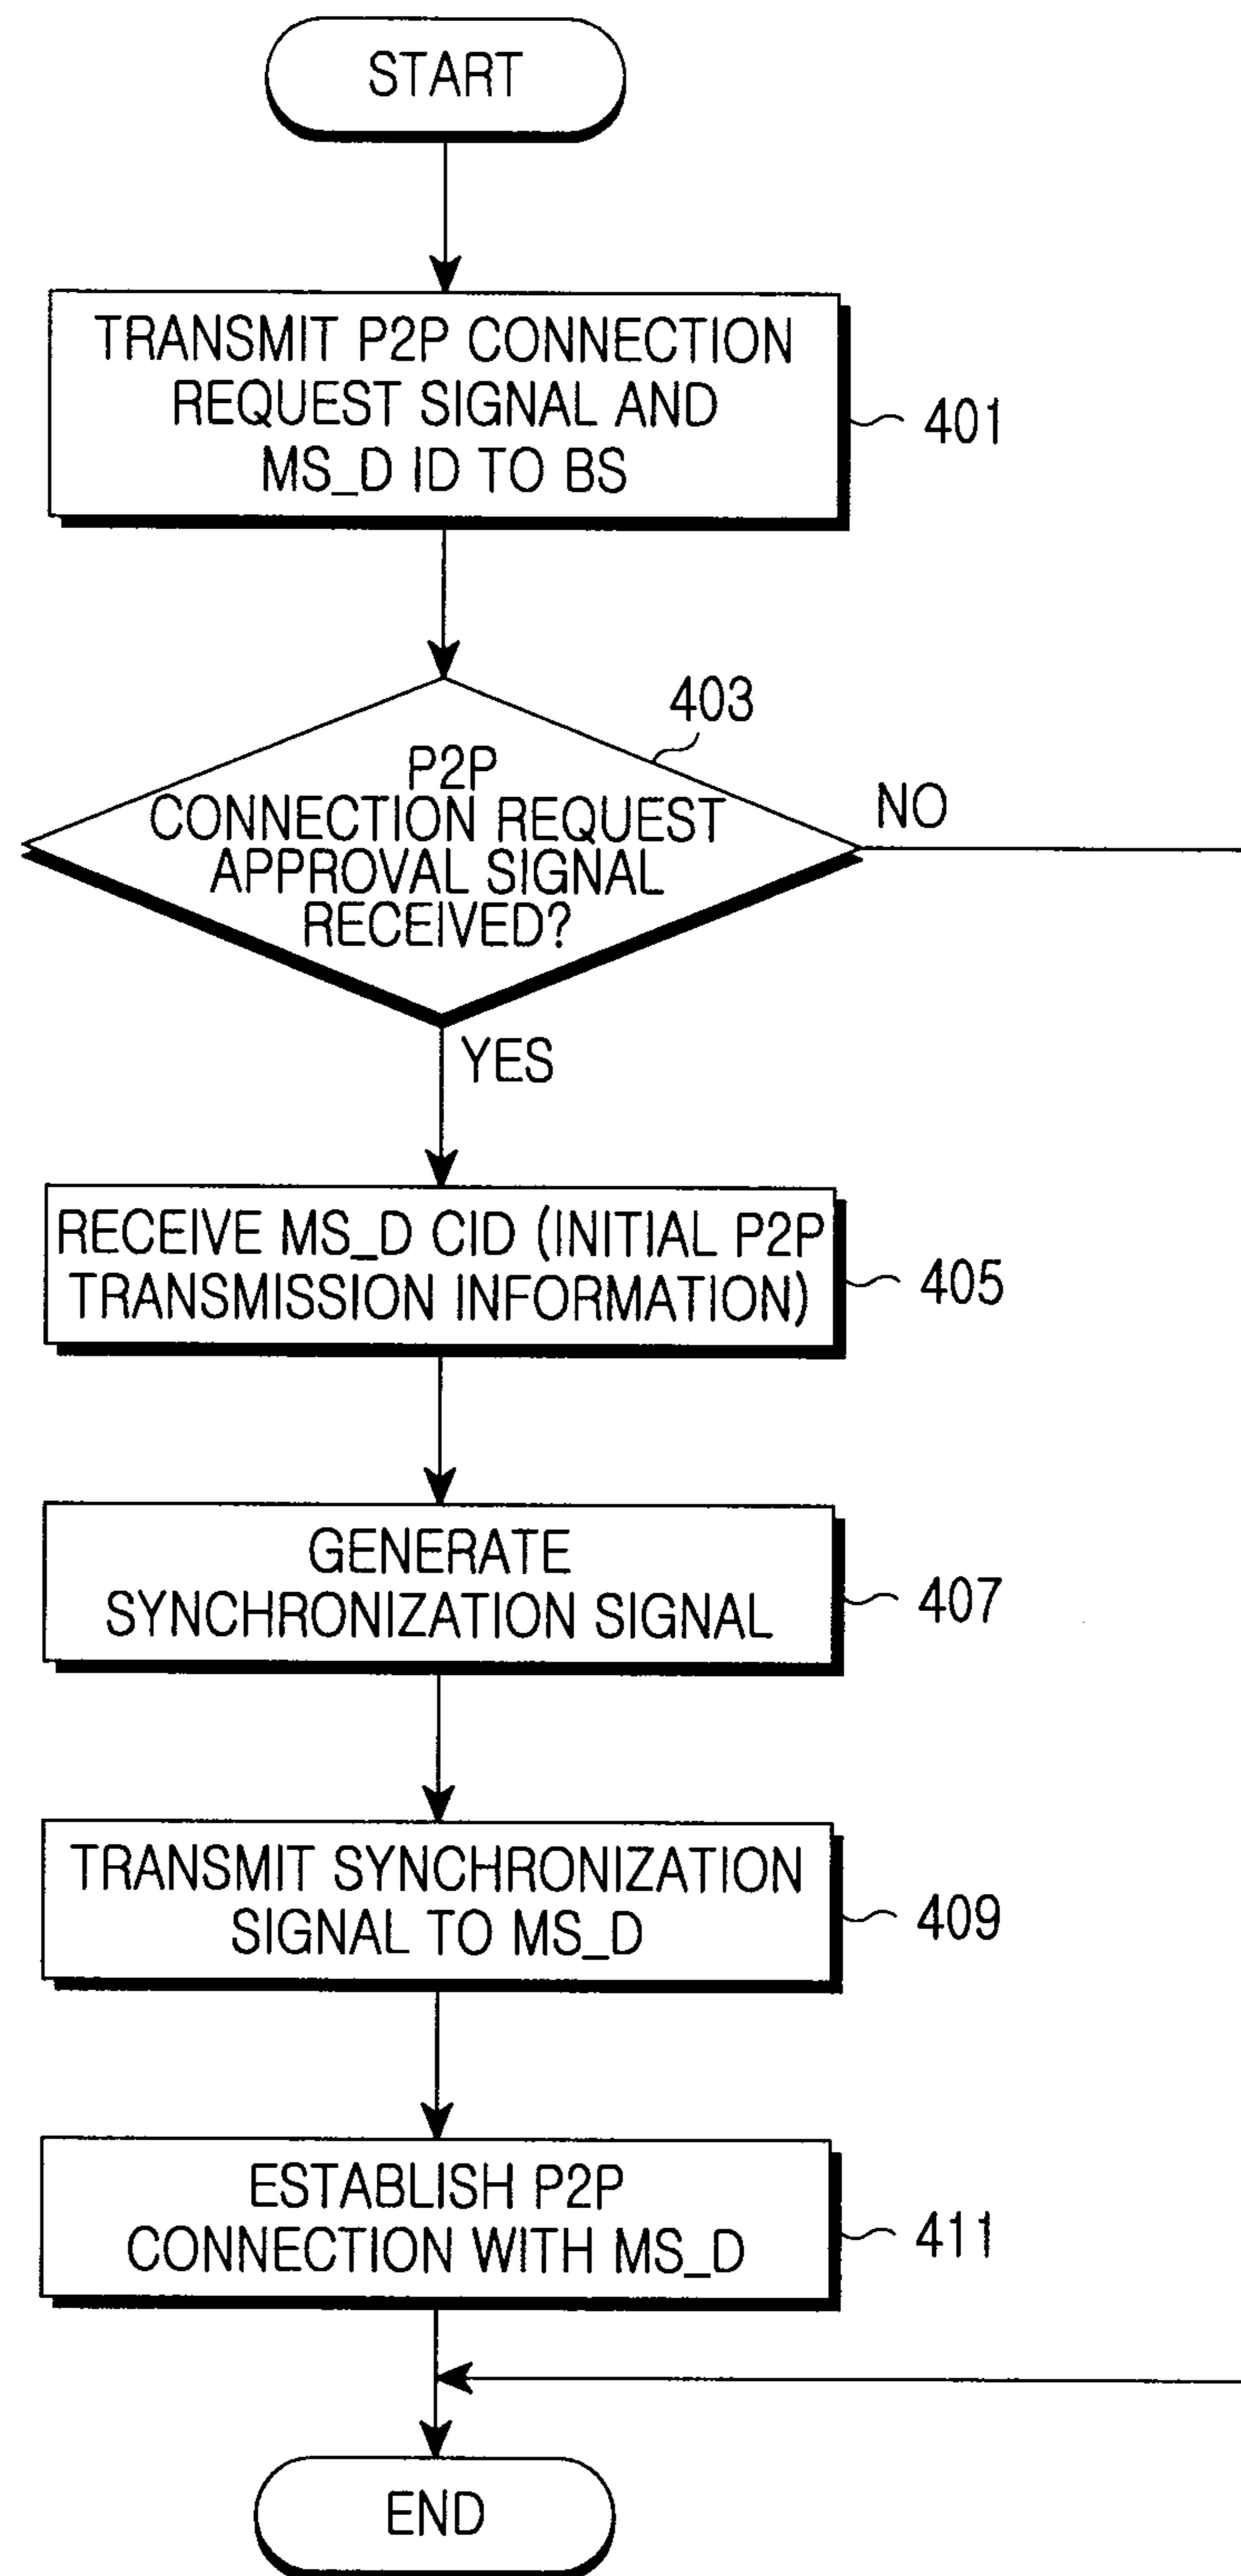 START
TRANSMIT P2P CONNECTION
REQUEST SIGNAL AND
MS_D ID TO BS
401
403
P2P
CONNECTION REQUEST
APPROVAL SIGNAL
RECEIVED?
NO
YES
RECEIVE MS_D CID (INITIAL P2P
TRANSMISSION INFORMATION)
405
GENERATE
SYNCHRONIZATION SIGNAL
407
TRANSMIT SYNCHRONIZATION
SIGNAL TO MS_D
409
ESTABLISH P2P
CONNECTION WITH MS_D
411
END